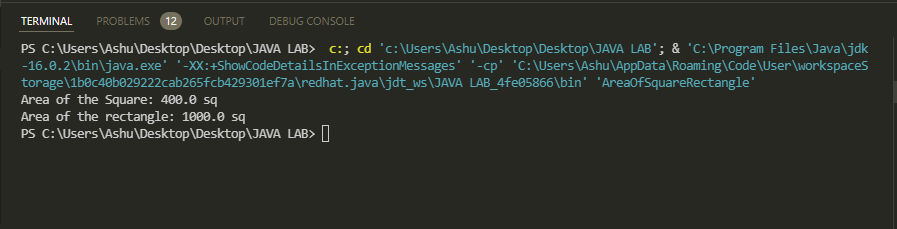 TERMINAL PROBLEMS 12 OUTPUT DEBUG CONSOLE
PS C:\Users\Ashu\Desktop\Desktop\JAVA LAB>  c:; cd 'c:\Users\Ashu\Desktop\Desktop\JAVA LAB'; & 'C:\Program Files\Java\jdk
-16.0.2\bin\java.exe' '-XX:+ShowCodeDetailsInExceptionMessages' '-cp' 'C:\Users\Ashu\AppData\Roaming\Code\User\workspaceS
torage\1b0c40b029222cab265fcb429301ef7a\redhat.java\jdt_ws\JAVA LAB_4fe05866\bin' 'AreaOfSquareRectangle'
Area of the Square: 400.0 sq
Area of the rectangle: 1000.0 sq
PS C:\Users\Ashu\Desktop\Desktop\JAVA LAB>